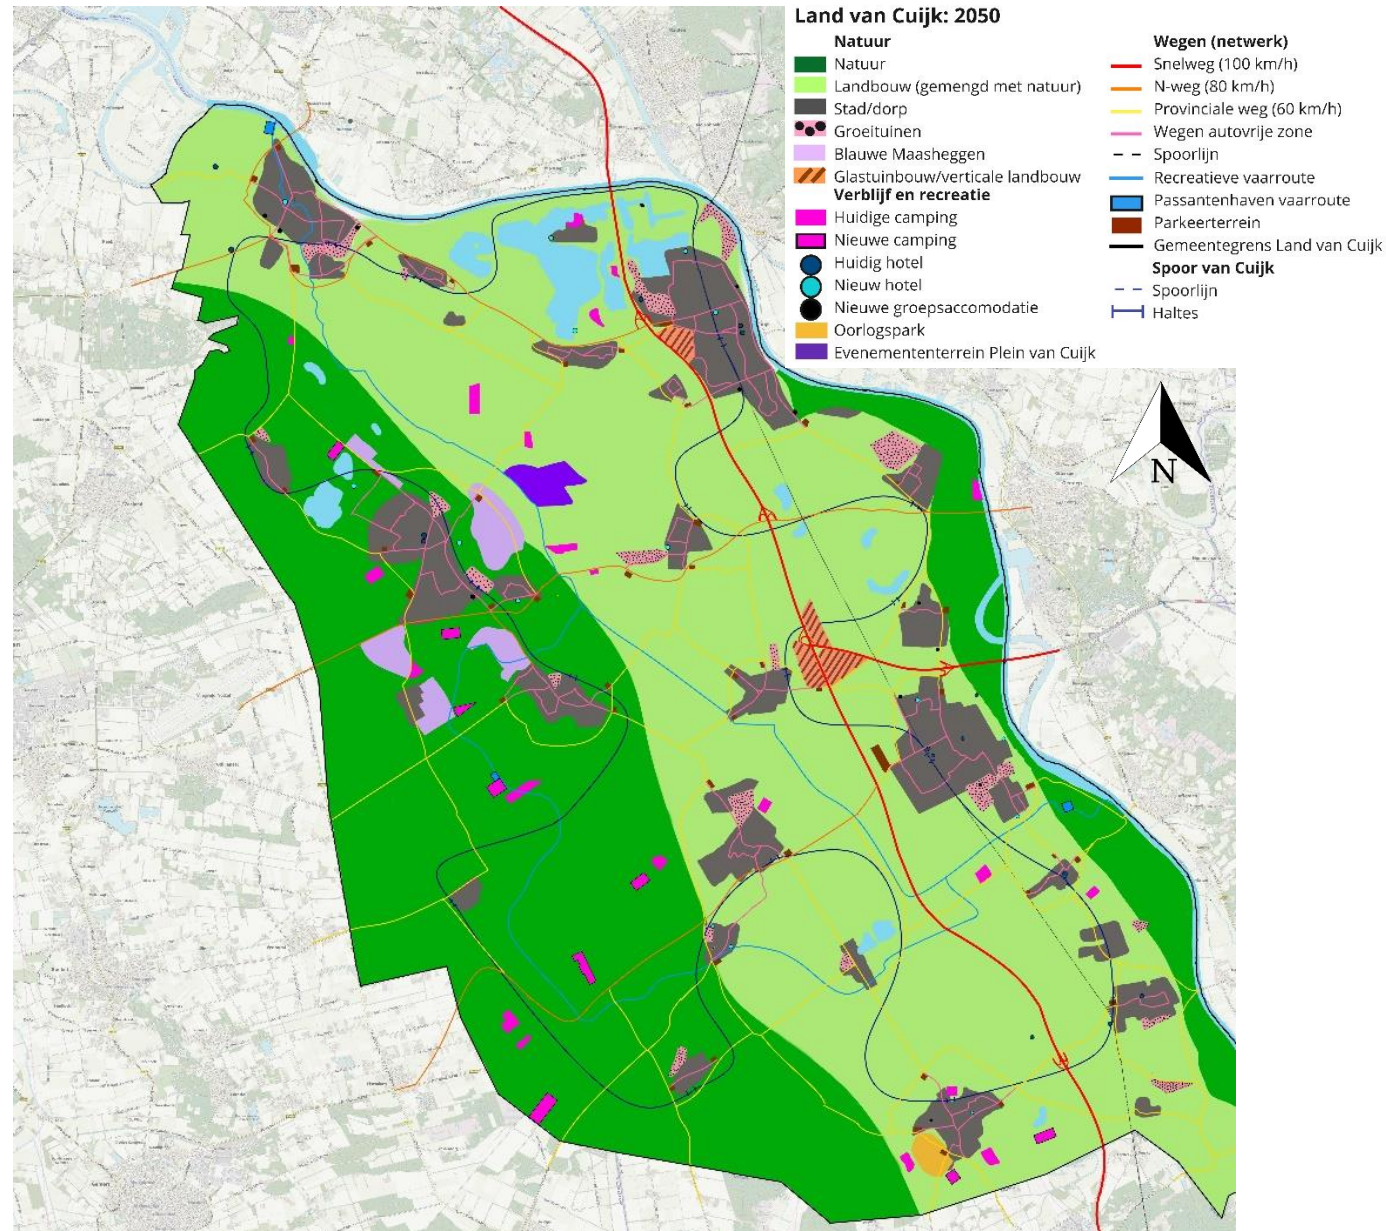 Land van Cuijk: 2050
Natuur
Natuur
Landbouw (gemengd met natuur)
Stad/dorp
Groeituinen
Blauwe Maasheggen
Glastuinbouw/verticale landbouw
Verblijf en recreatie
Huidige camping
Nieuwe camping
Huidig hotel
Nieuw hotel
Nieuwe groepsaccomodatie
Oorlogspark
Evenemententerrein Plein van Cuijk
Wegen (netwerk)
Snelweg (100 km/h)
N-weg (80 km/h)
Provinciale weg (60 km/h)
Wegen autovrije zone
Spoorlijn
Recreatieve vaarroute
Passantenhaven vaarroute
Parkeerterrein
Gemeentegrens Land van Cuijk
Spoor van Cuijk
Spoorlijn
Haltes
N